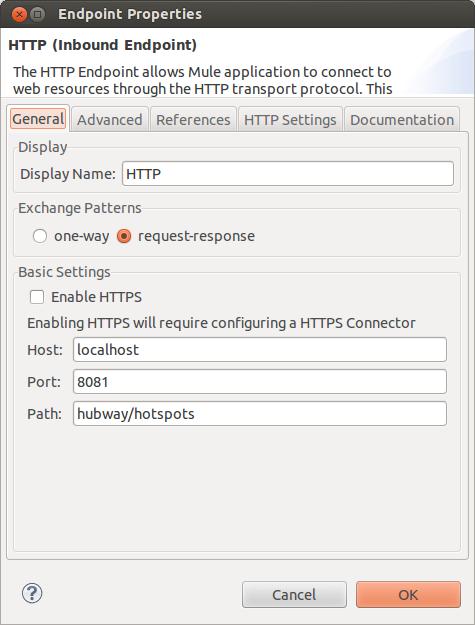 Endpoint Properties
HTTP (Inbound Endpoint)
The HTTP Endpoint allows Mule application to connect to
web resources through the HTTP transport protocol. This
General Advanced References HTTP Settings Documentation
Display
Display Name: HTTP
Exchange Patterns
one-way request-response
Basic Settings
Enable HTTPS
Enabling HTTPS will require configuring a HTTPS Connector
Host: localhost
Port: 8081
Path: hubway/hotspots
? Cancel OK